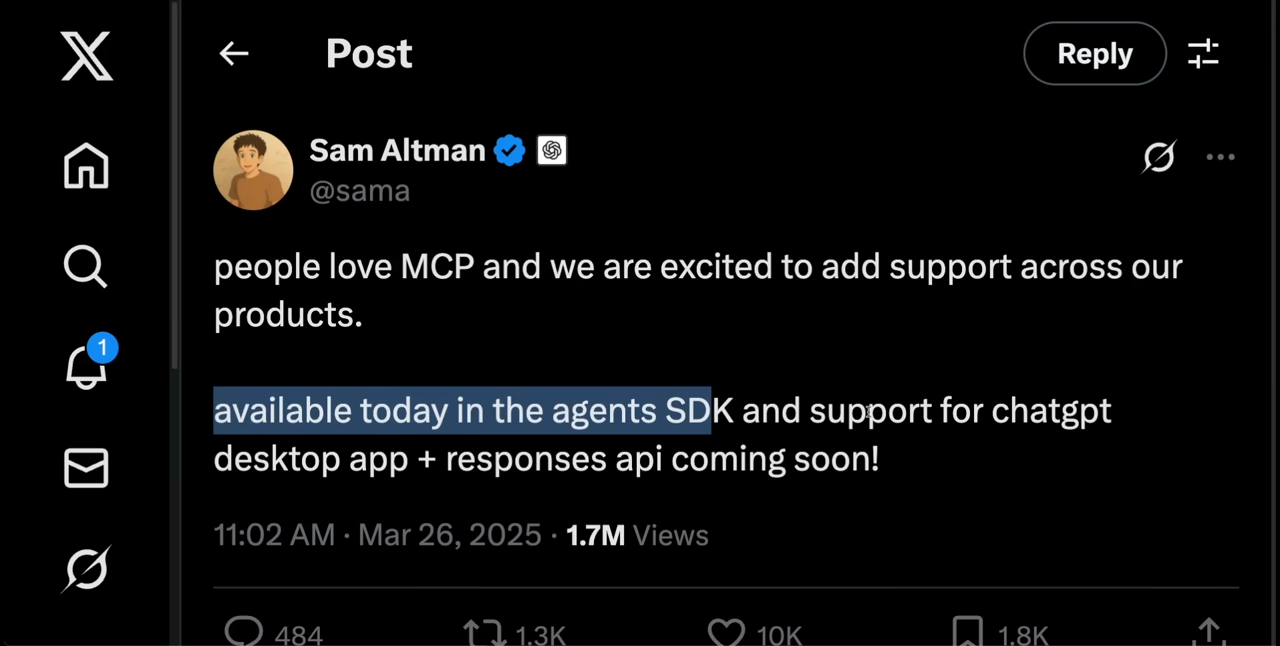 Post
Reply
Sam Altman
@sama
people love MCP and we are excited to add support across our
products.
1
available today in the agents SDK and support for chatgpt
desktop app + responses api coming soon!
11:02 AM · Mar 26, 2025 · 1.7M Views
484 1.3K 10K 1.8K